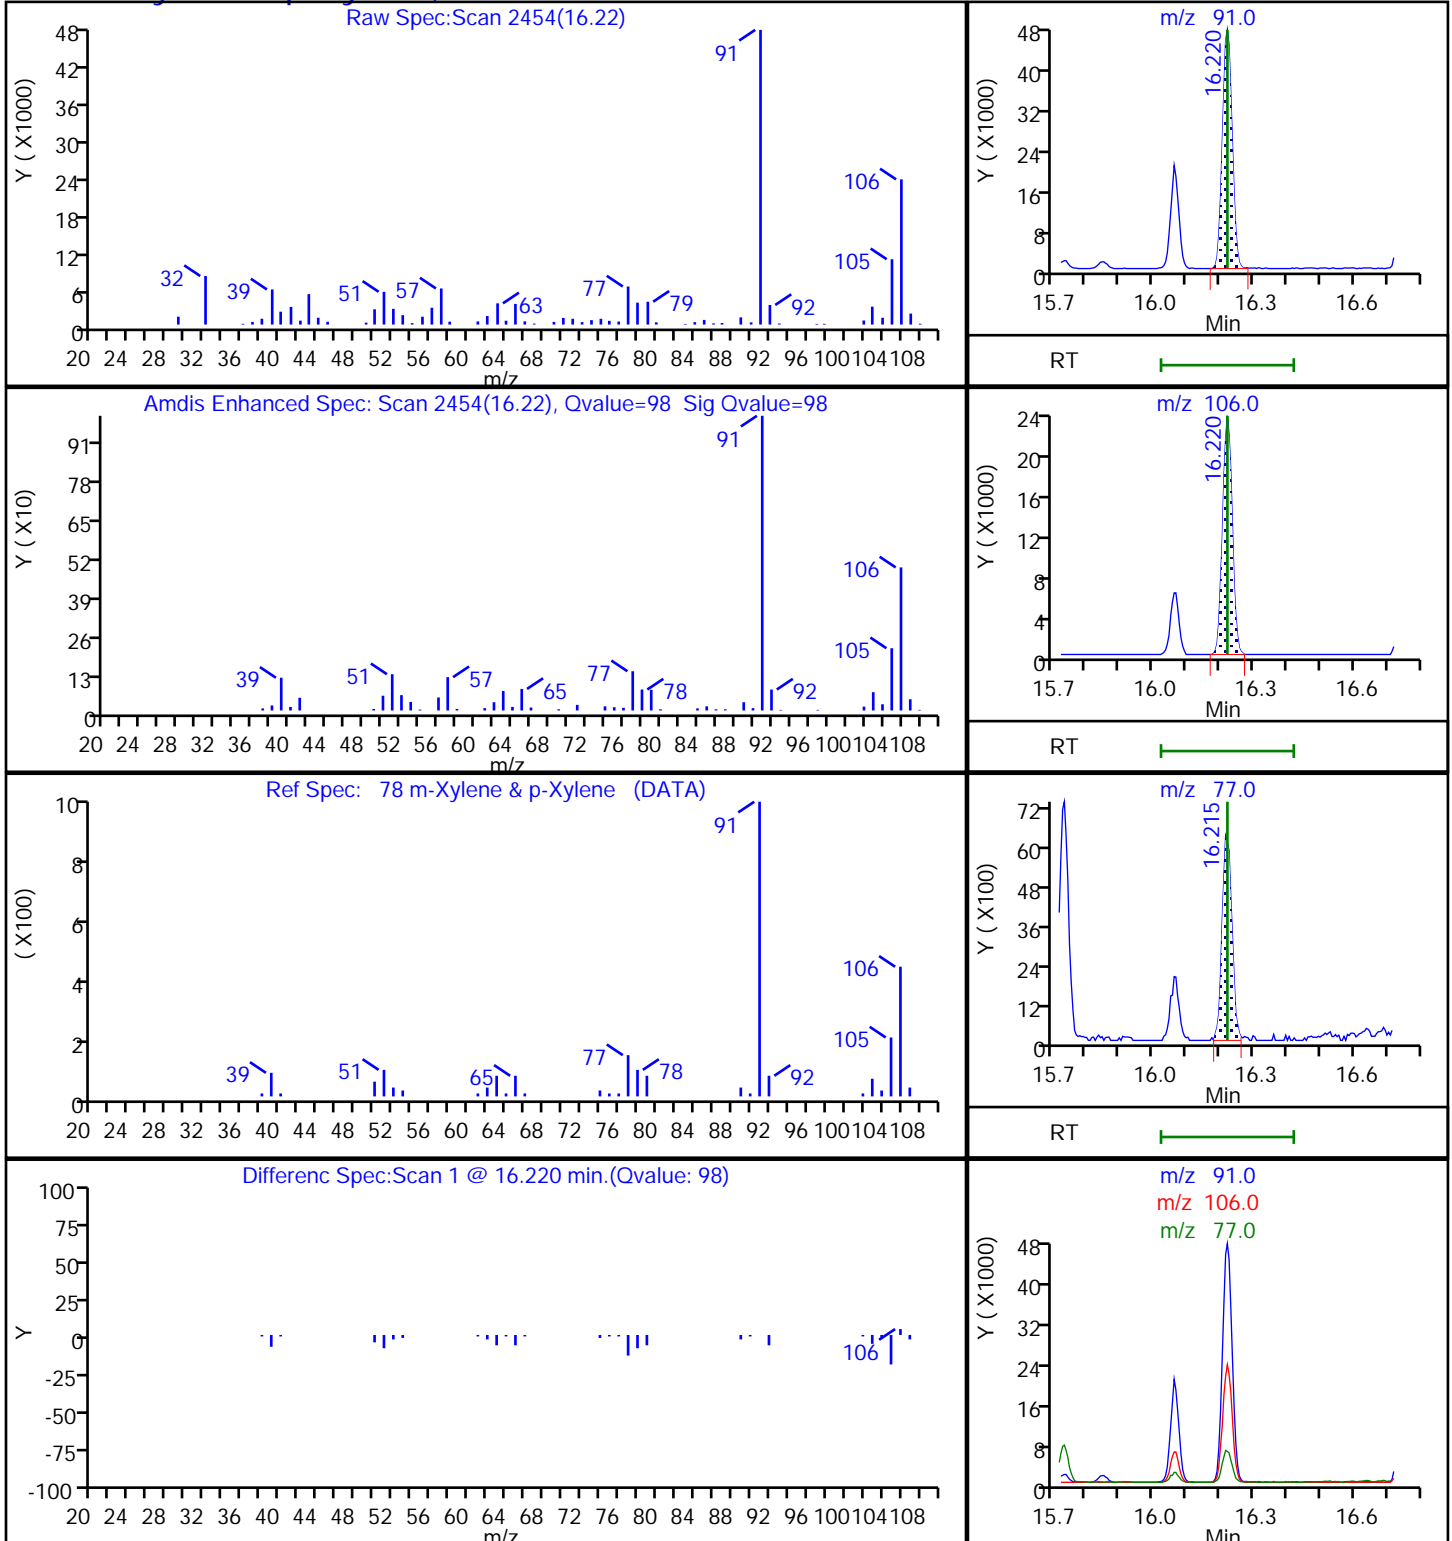 Raw Spec:Scan 2454(16.22)
Y ( X1000)
48
42
36
30
24
18
12
6
0
91
106
105
32
39
51
57
63
77
79
92
20 24 28 32 36 40 44 48 52 56 60 64 68 72 76 80 84 88 92 96 100 104 108
m/z
m/z 91.0
Y ( X1000)
48
40
32
24
16
8
0
16.220
15.7 16.0 16.3 16.6
Min
RT
Amdis Enhanced Spec: Scan 2454(16.22), Qvalue=98 Sig Qvalue=98
Y ( X10)
91
78
65
52
39
26
13
0
91
106
105
39
51
57
65
77
78
92
20 24 28 32 36 40 44 48 52 56 60 64 68 72 76 80 84 88 92 96 100 104 108
m/z
m/z 106.0
Y ( X1000)
24
20
16
12
8
4
0
16.220
15.7 16.0 16.3 16.6
Min
RT
Ref Spec: 78 m-Xylene & p-Xylene (DATA)
( X100)
10
8
6
4
2
0
91
106
105
39
51
65
77
78
92
20 24 28 32 36 40 44 48 52 56 60 64 68 72 76 80 84 88 92 96 100 104 108
m/z 77.0
Y ( X100)
72
60
48
36
24
12
0
16.215
15.7 16.0 16.3 16.6
Min
RT
Differenc Spec:Scan 1 @ 16.220 min.(Qvalue: 98)
Y
100
75
50
25
0
-25
-50
-75
-100
106
20 24 28 32 36 40 44 48 52 56 60 64 68 72 76 80 84 88 92 96 100 104 108
m/z
m/z 91.0
m/z 106.0
m/z 77.0
Y ( X1000)
48
40
32
24
16
8
0
15.7 16.0 16.3 16.6
Min